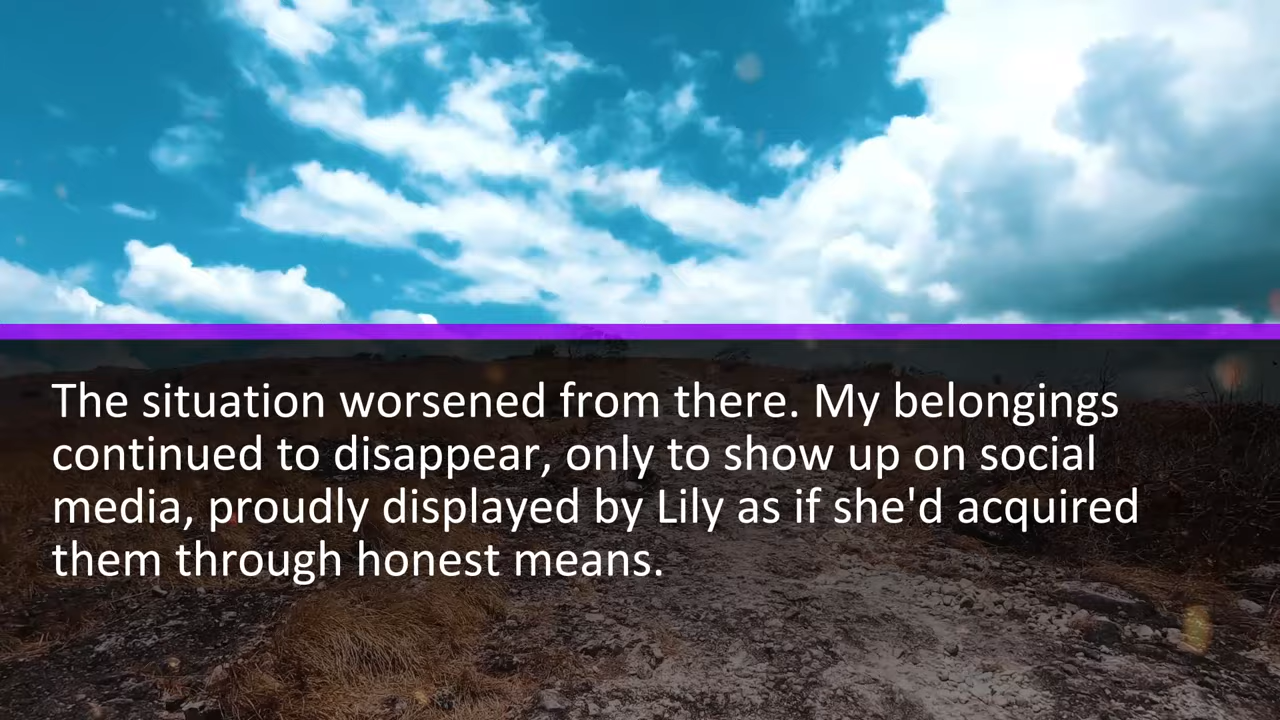 The situation worsened from there. My belongings
continued to disappear, only to show up on social
media, proudly displayed by Lily as if she'd acquired
them through honest means.